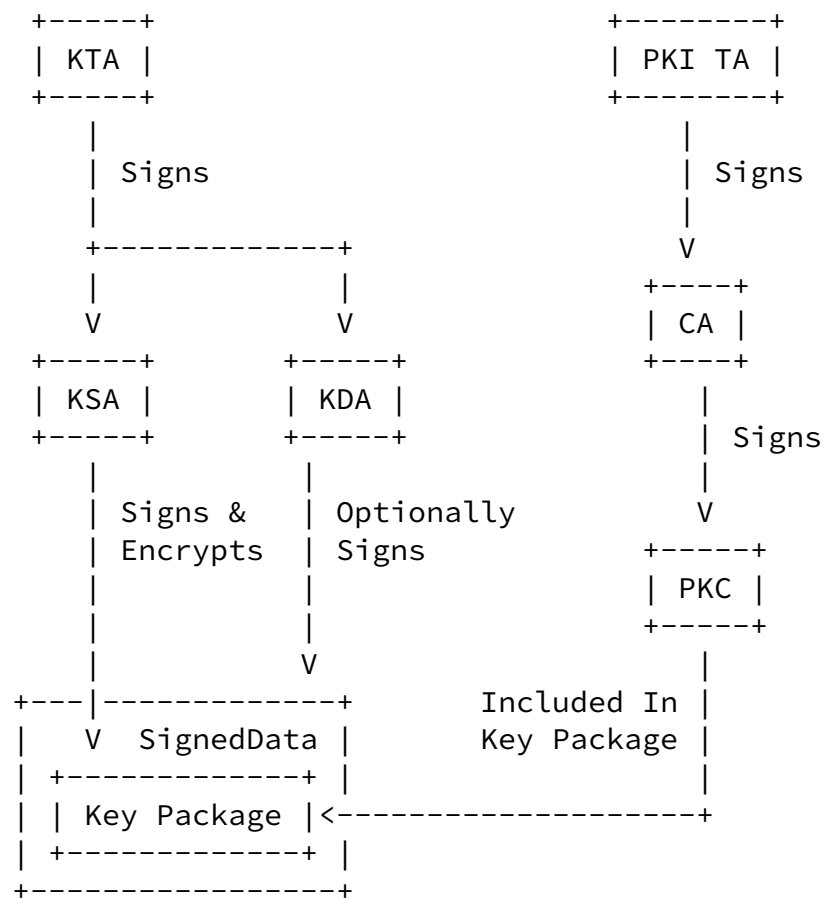 KTA PKI TA
Signs Signs
V
V V CA
KSA KDA
Signs
Signs & Optionally V
Encrypts Signs
PKC
V
Included In
V SignedData Key Package
Key Package